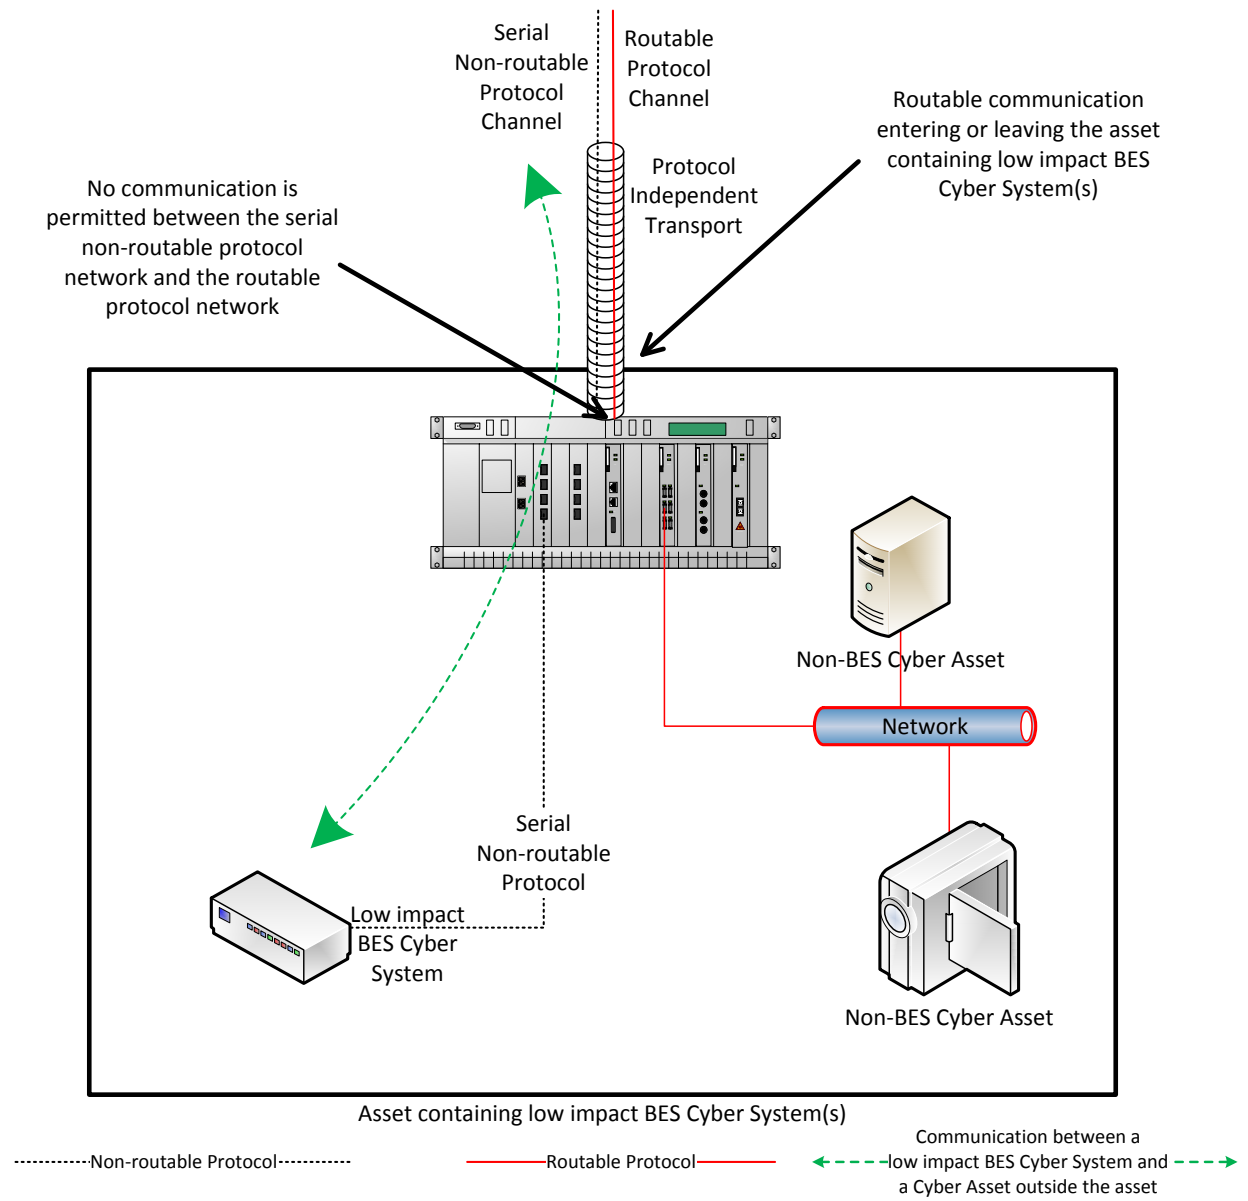 Serial
Non-routable
Protocol
Channel
Routable
Protocol
Channel
Routable communication
entering or leaving the asset
containing low impact BES
Cyber System(s)
Protocol
Independent
Transport
No communication is
permitted between the serial
non-routable protocol
network and the routable
protocol network
Non-BES Cyber Asset
Network
Serial
Non-routable
Protocol
Low impact
BES Cyber
System
Non-BES Cyber Asset
Asset containing low impact BES Cyber System(s)
Non-routable Protocol
Routable Protocol
Communication between a
low impact BES Cyber System and
a Cyber Asset outside the asset